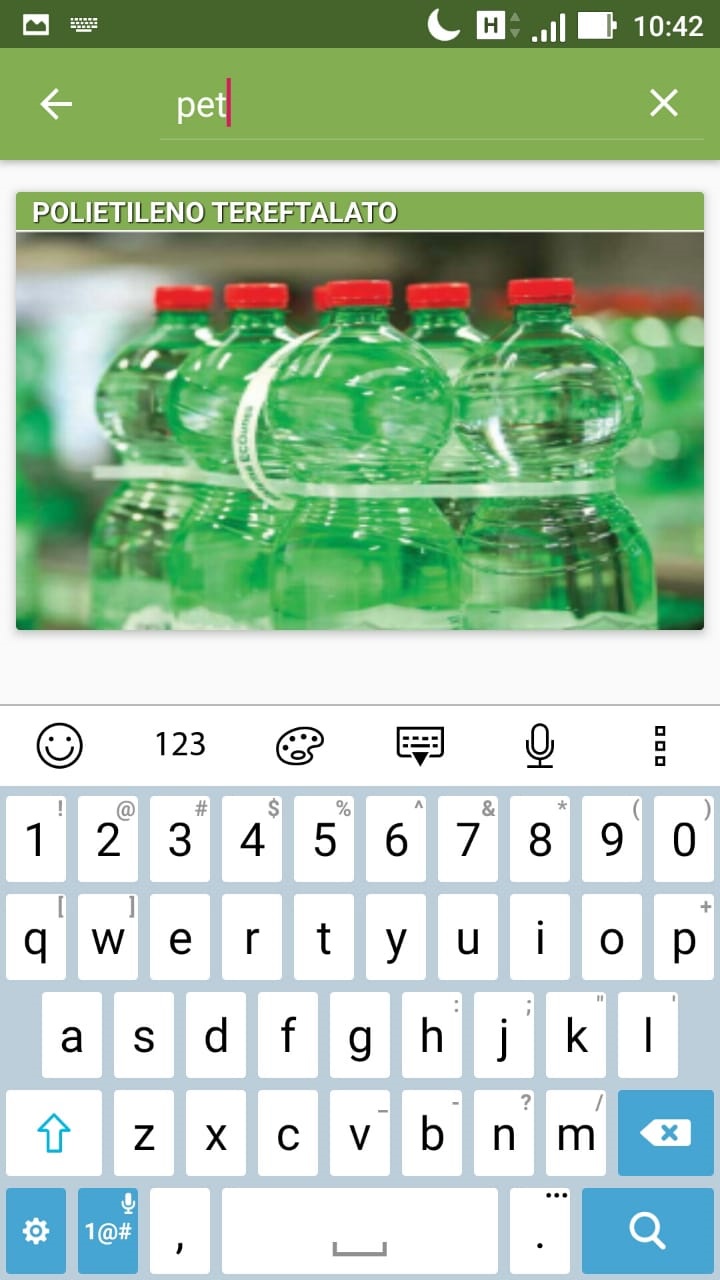 H 10:42
pet
POLIETILENO TEREFTALATO
123
! @ # $ % ^ & * ( )
1 2 3 4 5 6 7 8 9 0
[ ] +
q w e r t y u i o p
: ; " '
a s d f g h j k l
_ - ? /
z x c v b n m
1@# , . ...